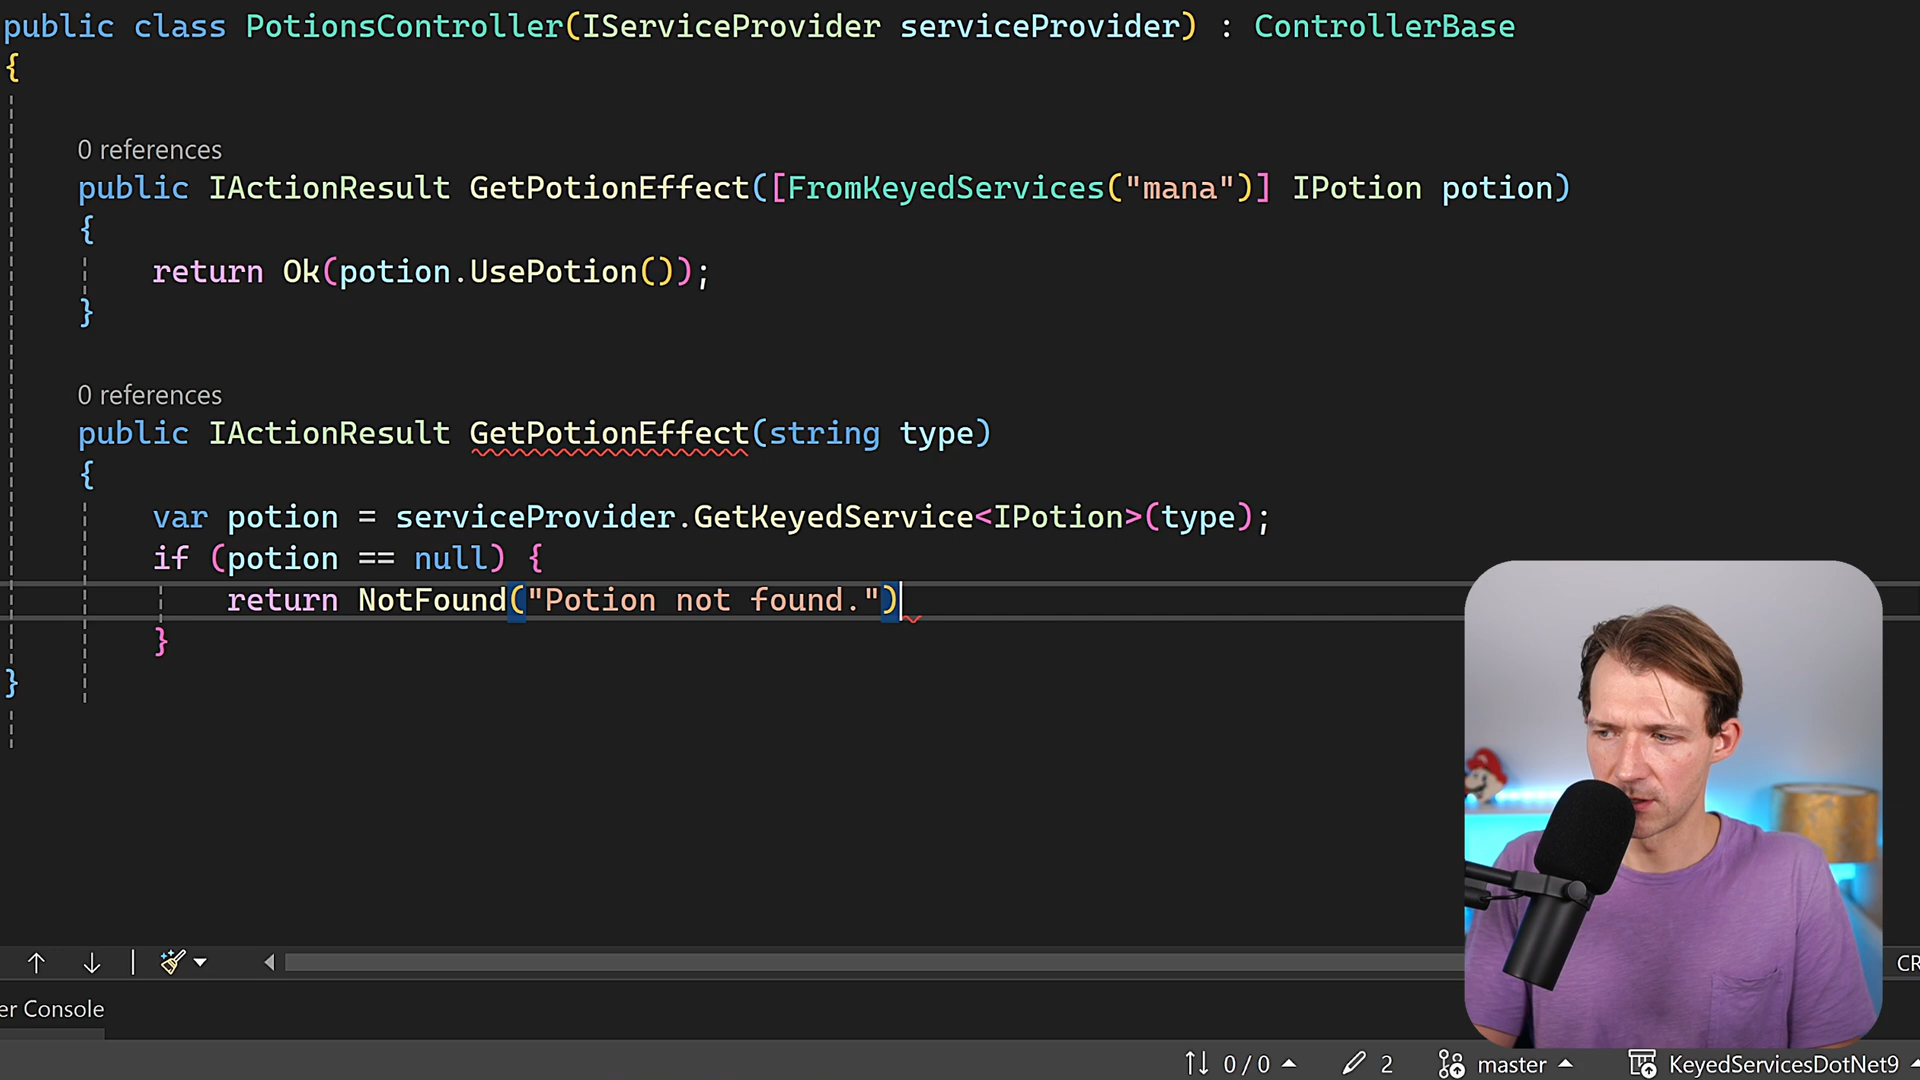 public class PotionsController(IServiceProvider serviceProvider) : ControllerBase
{
0 references
public IActionResult GetPotionEffect([FromKeyedServices("mana")] IPotion potion)
{
return Ok(potion.UsePotion());
}
0 references
public IActionResult GetPotionEffect(string type)
{
var potion = serviceProvider.GetKeyedService<IPotion>(type);
if (potion == null) {
return NotFound("Potion not found.")
}
}
CR
er Console
0 / 0
2
master
KeyedServicesDotNet9